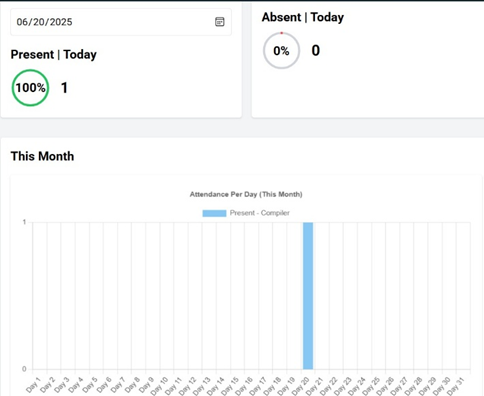 06/20/2025
Present | Today
100%
1
Absent | Today
0%
0
This Month
Attendance Per Day (This Month)
Present - Compiler
1
0
Day 1
Day 2
Day 3
Day 4
Day 5
Day 6
Day 7
Day 8
Day 9
Day 10
Day 11
Day 12
Day 13
Day 14
Day 15
Day 16
Day 17
Day 18
Day 19
Day 20
Day 21
Day 22
Day 23
Day 24
Day 25
Day 26
Day 27
Day 28
Day 29
Day 30
Day 31